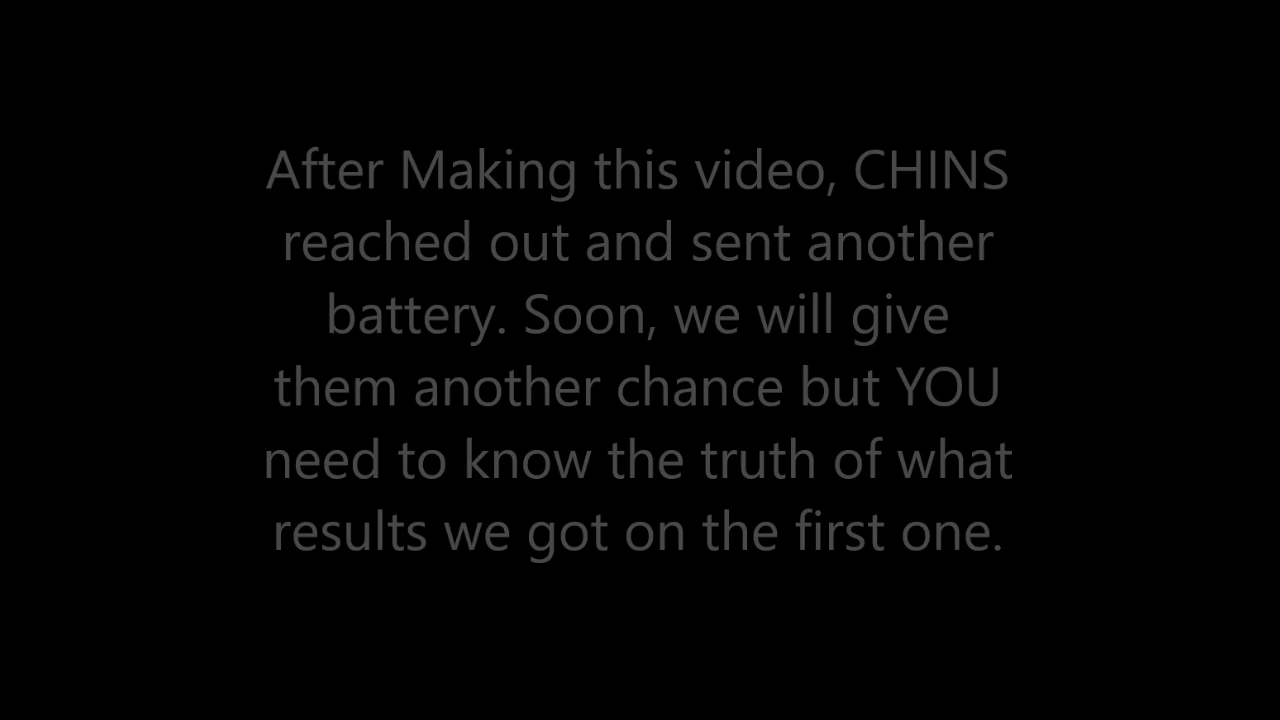 After Making this video, CHINS
reached out and sent another
battery. Soon, we will give
them another chance but YOU
need to know the truth of what
results we got on the first one.